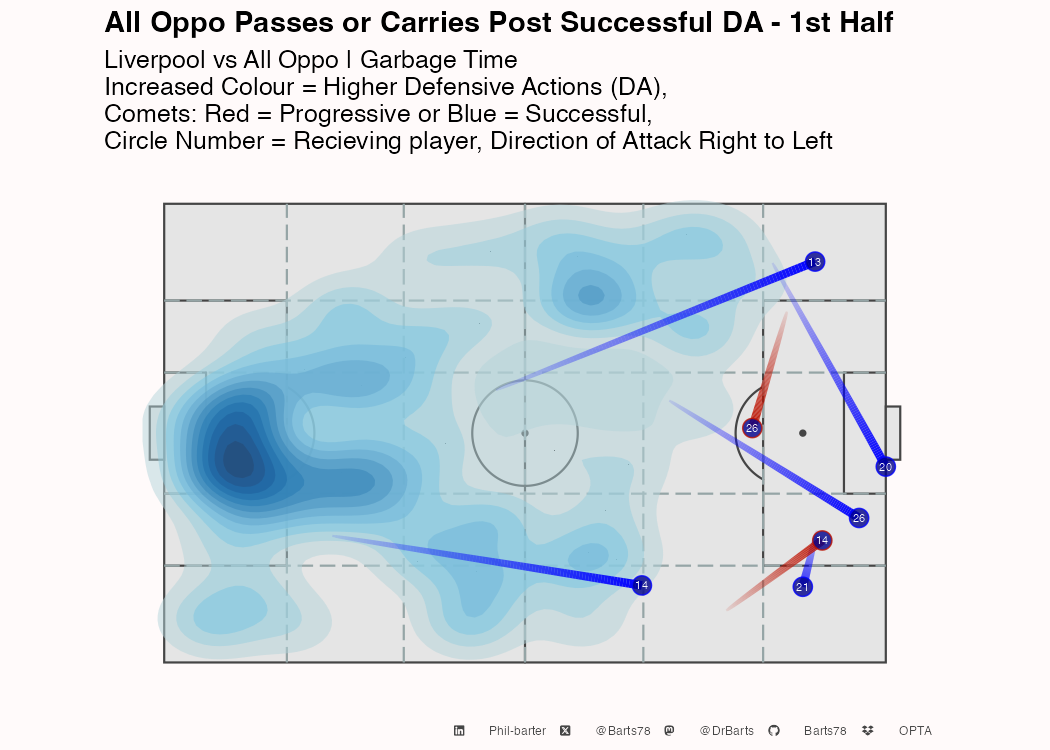 All Oppo Passes or Carries Post Successful DA - 1st Half
Liverpool vs All Oppo | Garbage Time
Increased Colour = Higher Defensive Actions (DA),
Comets: Red = Progressive or Blue = Successful,
Circle Number = Recieving player, Direction of Attack Right to Left
13
26
20
26
14
14
21
Phil-barter @Barts78 @DrBarts Barts78 OPTA